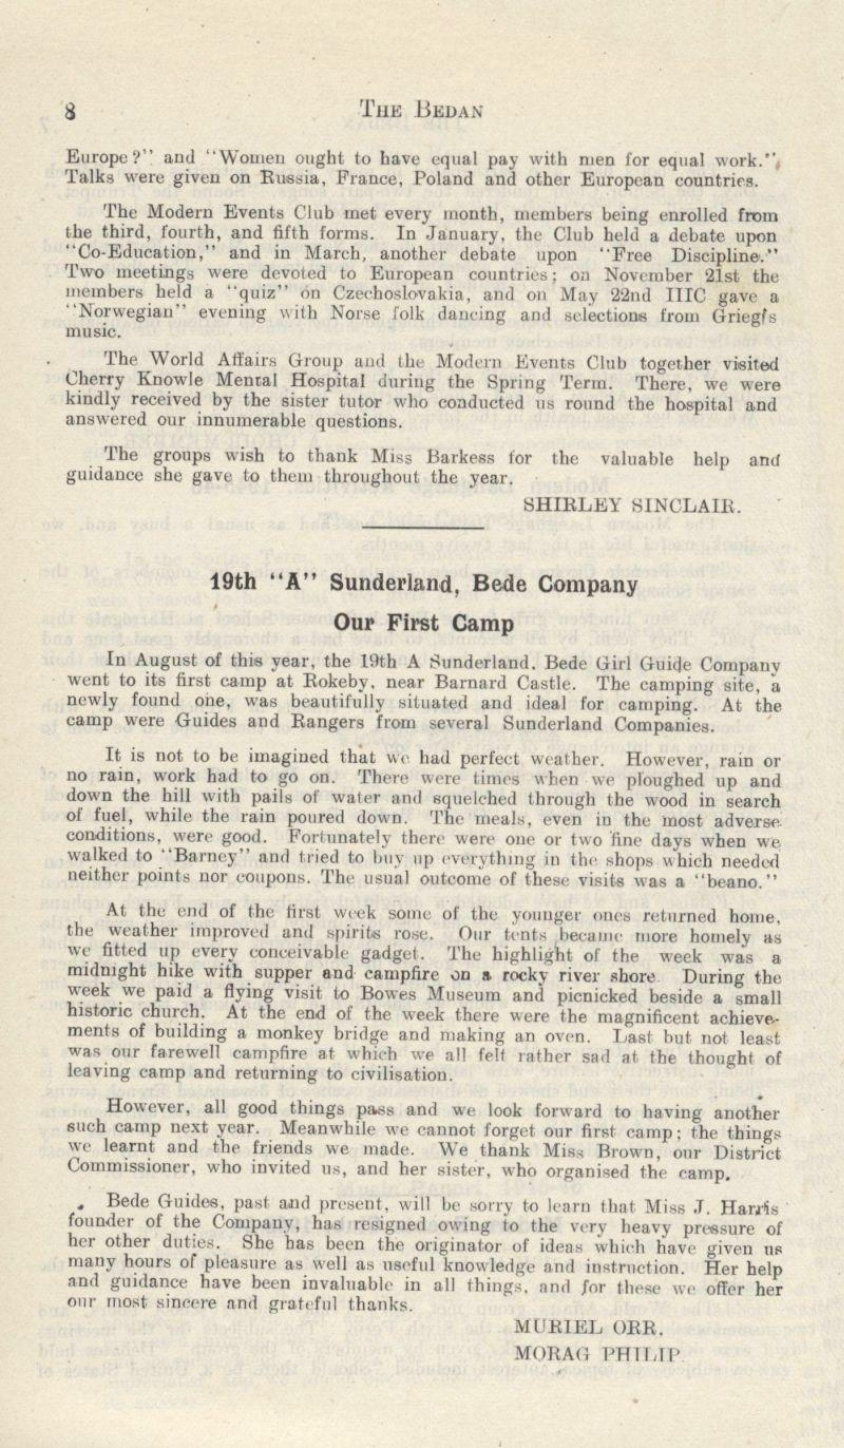 8
THE BEDAN
Europe?" and "Women ought to have equal pay with men for equal work."
Talks were given on Russia, France, Poland and other European countries.
The Modern Events Club met every month, members being enrolled from
the third, fourth, and fifth forms. In January, the Club held a debate upon
"Co-Education," and in March, another debate upon "Free Discipline."
Two meetings were devoted to European countries; on November 21st the
members held a "quiz" on Czechoslovakia, and on May 22nd IIIC gave a
"Norwegian" evening with Norse folk dancing and selections from Grieg's
music.
The World Affairs Group and the Modern Events Club together visited
Cherry Knowle Mental Hospital during the Spring Term. There, we were
kindly received by the sister tutor who conducted us round the hospital and
answered our innumerable questions.
The groups wish to thank Miss Barkess for the valuable help and
guidance she gave to them throughout the year.
SHIRLEY SINCLAIR.
19th "A" Sunderland, Bede Company
Our First Camp
In August of this year, the 19th A Sunderland, Bede Girl Guide Company
went to its first camp at Rokeby, near Barnard Castle. The camping site, a
newly found one, was beautifully situated and ideal for camping. At the
camp were Guides and Rangers from several Sunderland Companies.
It is not to be imagined that we had perfect weather. However, rain or
no rain, work had to go on. There were times when we ploughed up and
down the hill with pails of water and squelched through the wood in search
of fuel, while the rain poured down. The meals, even in the most adverse
conditions, were good. Fortunately there were one or two fine days when we
walked to "Barney" and tried to buy up everything in the shops which needed
neither points nor coupons. The usual outcome of these visits was a "beano."
At the end of the first week some of the younger ones returned home,
the weather improved and spirits rose. Our tents became more homely as
we fitted up every conceivable gadget. The highlight of the week was a
midnight hike with supper and campfire on a rocky river shore. During the
week we paid a flying visit to Bowes Museum and picnicked beside a small
historic church. At the end of the week there were the magnificent achieve-
ments of building a monkey bridge and making an oven. Last but not least
was our farewell campfire at which we all felt rather sad at the thought of
leaving camp and returning to civilisation.
However, all good things pass and we look forward to having another
such camp next year. Meanwhile we cannot forget our first camp; the things
we learnt and the friends we made. We thank Miss Brown, our District
Commissioner, who invited us, and her sister, who organised the camp.
Bede Guides, past and present, will be sorry to learn that Miss J. Harris
founder of the Company, has resigned owing to the very heavy pressure of
her other duties. She has been the originator of ideas which have given us
many hours of pleasure as well as useful knowledge and instruction. Her help
and guidance have been invaluable in all things, and for these we offer her
our most sincere and grateful thanks.
MURIEL ORR.
MORAG PHILIP